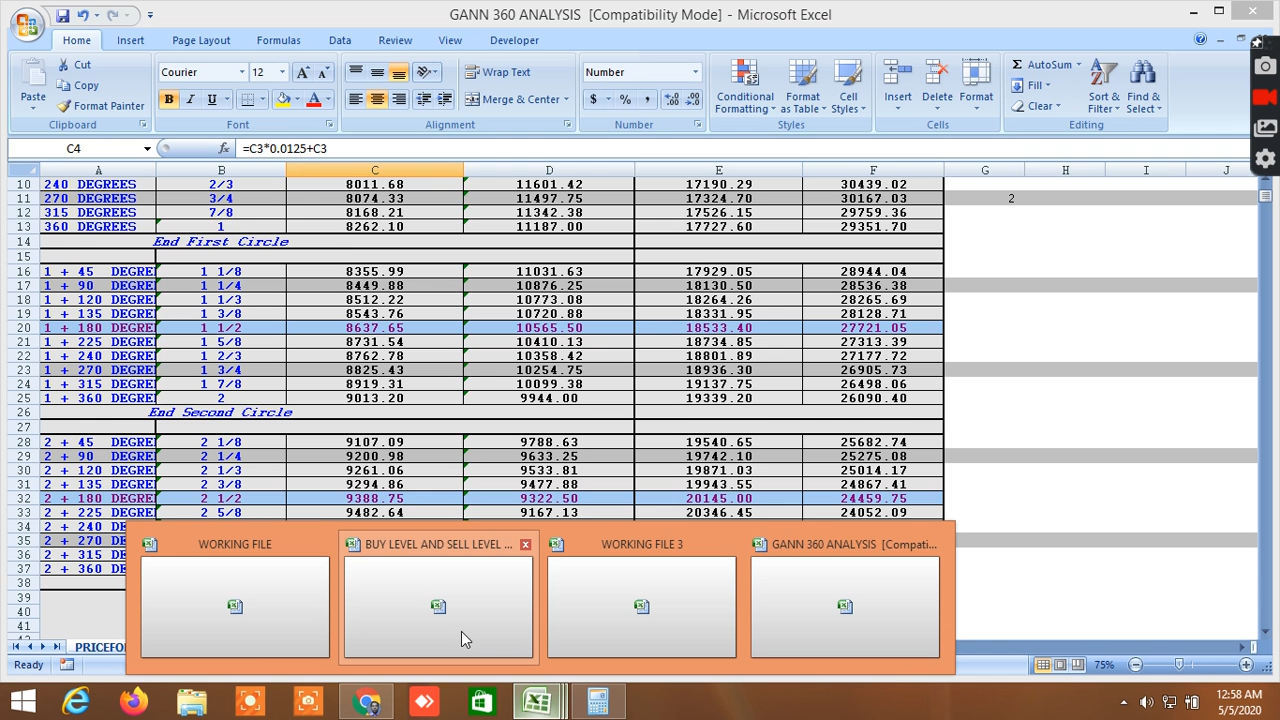 GANN 360 ANALYSIS [Compatibility Mode] - Microsoft Excel
Home Insert Page Layout Formulas Data Review View Developer
Paste
Cut
Copy
Format Painter
Clipboard
Courier 12 A A
B I U A
Font
Wrap Text
Merge & Center
Alignment
Number
$ % ,
Number
Conditional Formatting
Format as Table
Cell Styles
Styles
Insert Delete Format
Cells
Σ AutoSum
Fill
Clear
Sort & Filter
Find & Select
Editing
C4 fx =C3*0.0125+C3
A B C D E F G H I J
10 240 DEGREES 2/3 8011.68 11601.42 17190.29 30439.02
11 270 DEGREES 3/4 8074.33 11497.75 17324.70 30167.03 2
12 315 DEGREES 7/8 8168.21 11342.38 17526.15 29759.36
13 360 DEGREES 1 8262.10 11187.00 17727.60 29351.70
14 End First Circle
15
16 1 + 45 DEGRE 1 1/8 8355.99 11031.63 17929.05 28944.04
17 1 + 90 DEGRE 1 1/4 8449.88 10876.25 18130.50 28536.38
18 1 + 120 DEGRE 1 1/3 8512.22 10773.08 18264.26 28265.69
19 1 + 135 DEGRE 1 3/8 8543.76 10720.88 18331.95 28128.71
20 1 + 180 DEGRE 1 1/2 8637.65 10565.50 18533.40 27721.05
21 1 + 225 DEGRE 1 5/8 8731.54 10410.13 18734.85 27313.39
22 1 + 240 DEGRE 1 2/3 8762.78 10358.42 18801.89 27177.72
23 1 + 270 DEGRE 1 3/4 8825.43 10254.75 18936.30 26905.73
24 1 + 315 DEGRE 1 7/8 8919.31 10099.38 19137.75 26498.06
25 1 + 360 DEGRE 2 9013.20 9944.00 19339.20 26090.40
26 End Second Circle
27
28 2 + 45 DEGRE 2 1/8 9107.09 9788.63 19540.65 25682.74
29 2 + 90 DEGRE 2 1/4 9200.98 9633.25 19742.10 25275.08
30 2 + 120 DEGRE 2 1/3 9261.06 9533.81 19871.03 25014.17
31 2 + 135 DEGRE 2 3/8 9294.86 9477.88 19943.55 24867.41
32 2 + 180 DEGRE 2 1/2 9388.75 9322.50 20145.00 24459.75
33 2 + 225 DEGRE 2 5/8 9482.64 9167.13 20346.45 24052.09
34 2 + 240
35 2 + 270
36 2 + 315
37 2 + 360
38
39
40
41
WORKING FILE
BUY LEVEL AND SELL LEVEL ...
WORKING FILE 3
GANN 360 ANALYSIS [Compati...
PRICEFO
Ready
75%
12:58 AM
5/5/2020